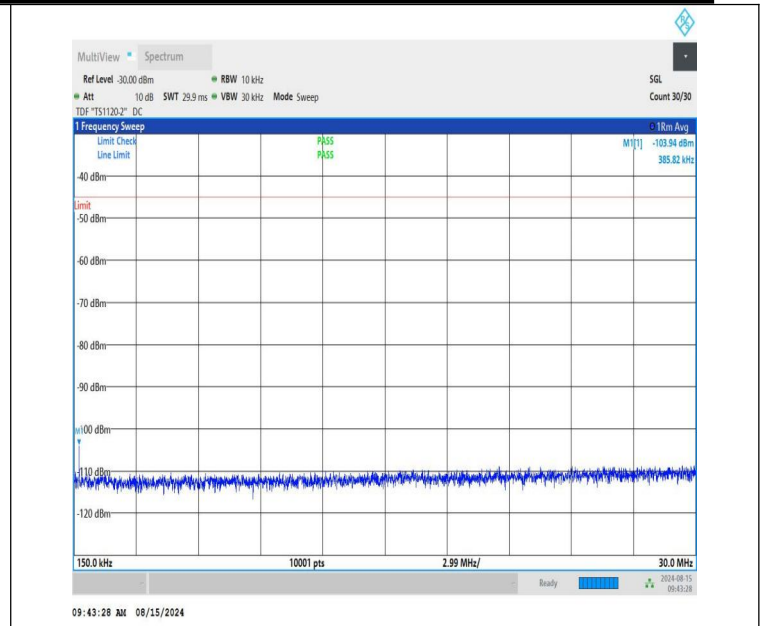 R&S
MultiView Spectrum
Ref Level -30.00 dBm RBW 10 kHz SGL
Att 10 dB SWT 29.9 ms VBW 30 kHz Mode Sweep Count 30/30
TDF "TS1120-2" DC
1 Frequency Sweep 1Rm Avg
Limit Check PASS M1[1] -103.94 dBm
Line Limit PASS 385.82 kHz
-40 dBm
Limit
-50 dBm
-60 dBm
-70 dBm
-80 dBm
-90 dBm
M1
-100 dBm
-110 dBm
-120 dBm
150.0 kHz 10001 pts 2.99 MHz/ 30.0 MHz
Ready 2024-08-15
09:43:28
09:43:28 AM 08/15/2024